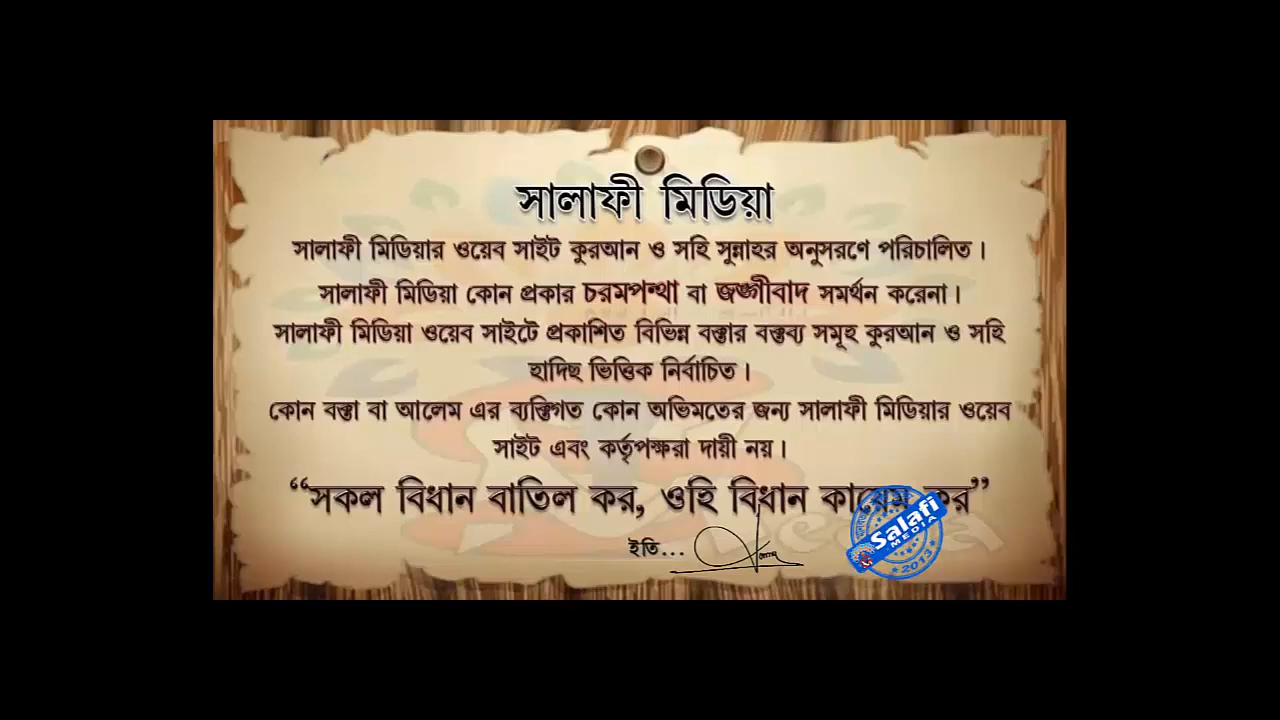 সালাফী মিডিয়া
সালাফী মিডিয়ার ওয়েব সাইট কুরআন ও সহি সুন্নাহর অনুসরণে পরিচালিত।
সালাফী মিডিয়া কোন প্রকার চরমপন্থা বা জঙ্গীবাদ সমর্থন করেনা।
সালাফী মিডিয়া ওয়েব সাইটে প্রকাশিত বিভিন্ন বক্তার বক্তব্য সমূহ কুরআন ও সহি
হাদিছ ভিত্তিক নির্বাচিত।
কোন বক্তা বা আলেম এর ব্যক্তিগত কোন অভিমতের জন্য সালাফী মিডিয়ার ওয়েব
সাইট এবং কর্তৃপক্ষরা দায়ী নয়।
“সকল বিধান বাতিল কর, ওহি বিধান কায়েম কর”
ইতি...
Salafi
MEDIA
2013